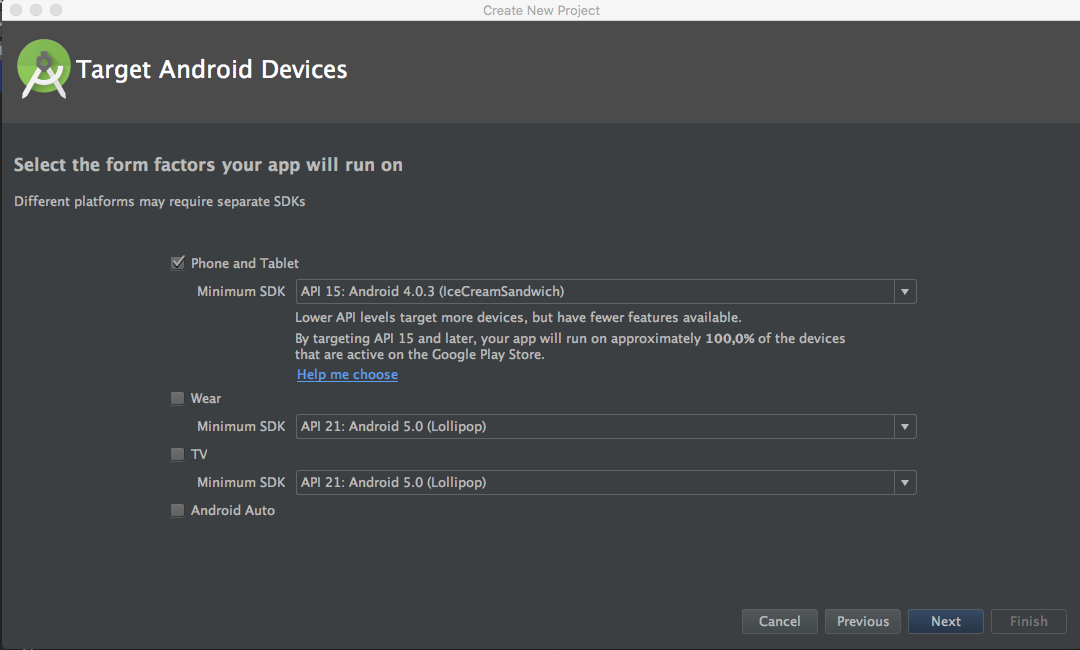 Create New Project
Target Android Devices
Select the form factors your app will run on
Different platforms may require separate SDKs
Phone and Tablet
Minimum SDK API 15: Android 4.0.3 (IceCreamSandwich)
Lower API levels target more devices, but have fewer features available.
By targeting API 15 and later, your app will run on approximately 100,0% of the devices
that are active on the Google Play Store.
Help me choose
Wear
Minimum SDK API 21: Android 5.0 (Lollipop)
TV
Minimum SDK API 21: Android 5.0 (Lollipop)
Android Auto
Cancel Previous Next Finish